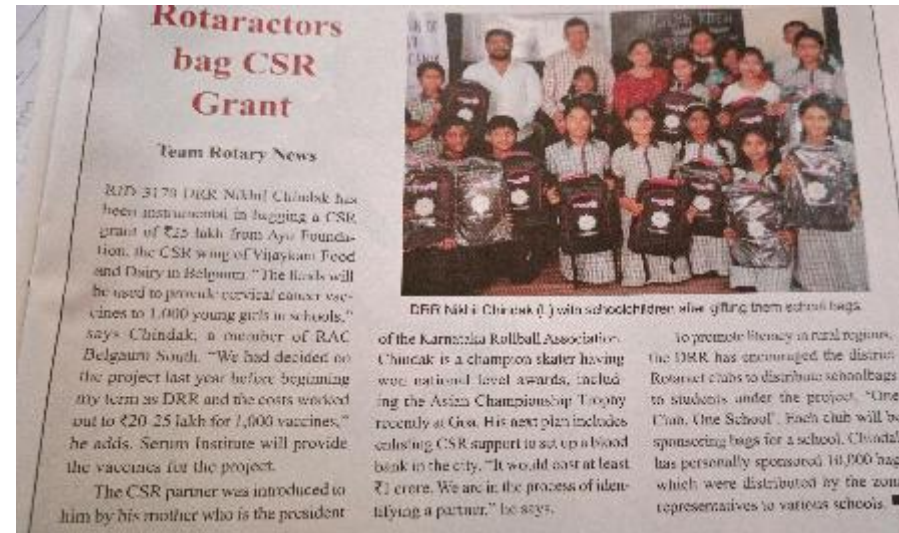 Rotaractors
bag CSR
Grant
Team Rotary News
RID 3170 DRR Nikhil Chindak has
been instrumental in bagging a CSR
grant of ₹25 lakh from Ayu Founda-
tion, the CSR wing of Vijaykant Food
and Dairy in Belgaum. “The funds will
be used to provide cervical cancer vac-
cines to 1,000 young girls in schools,”
says Chindak, a member of RAC
Belgaum South. “We had decided on
the project last year before beginning
my term as DRR and the costs worked
out to ₹20-25 lakh for 1,000 vaccines,”
he adds. Serum Institute will provide
the vaccines for the project.
The CSR partner was introduced to
him by his mother who is the president
DRR Nikhil Chindak (L) with schoolchildren after gifting them school bags.
of the Karnataka Rollball Association.
Chindak is a champion skater having
won national level awards, includ-
ing the Asian Championship Trophy
recently at Goa. His next plan includes
enlisting CSR support to set up a blood
bank in the city. “It would cost at least
₹1 crore. We are in the process of iden-
tifying a partner,” he says.
To promote literacy in rural regions,
the DRR has encouraged the district
Rotaract clubs to distribute schoolbags
to students under the project, “One
Club, One School”. Each club will be
sponsoring bags for a school. Chindak
has personally sponsored 10,000 bag
which were distributed by the zon
representatives to various schools.